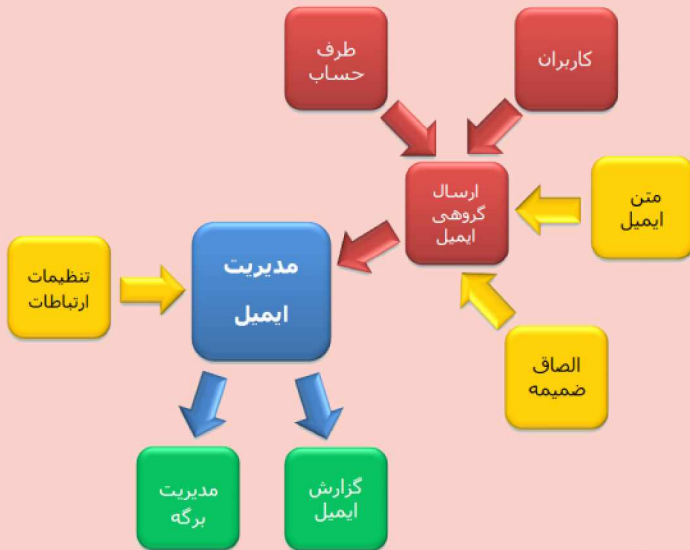 طرف
حساب
کاربران
ارسال
گروهی
ایمیل
متن
ایمیل
مدیریت
ایمیل
تنظیمات
ارتباطات
الصاق
ضمیمه
مدیریت
برگه
گزارش
ایمیل